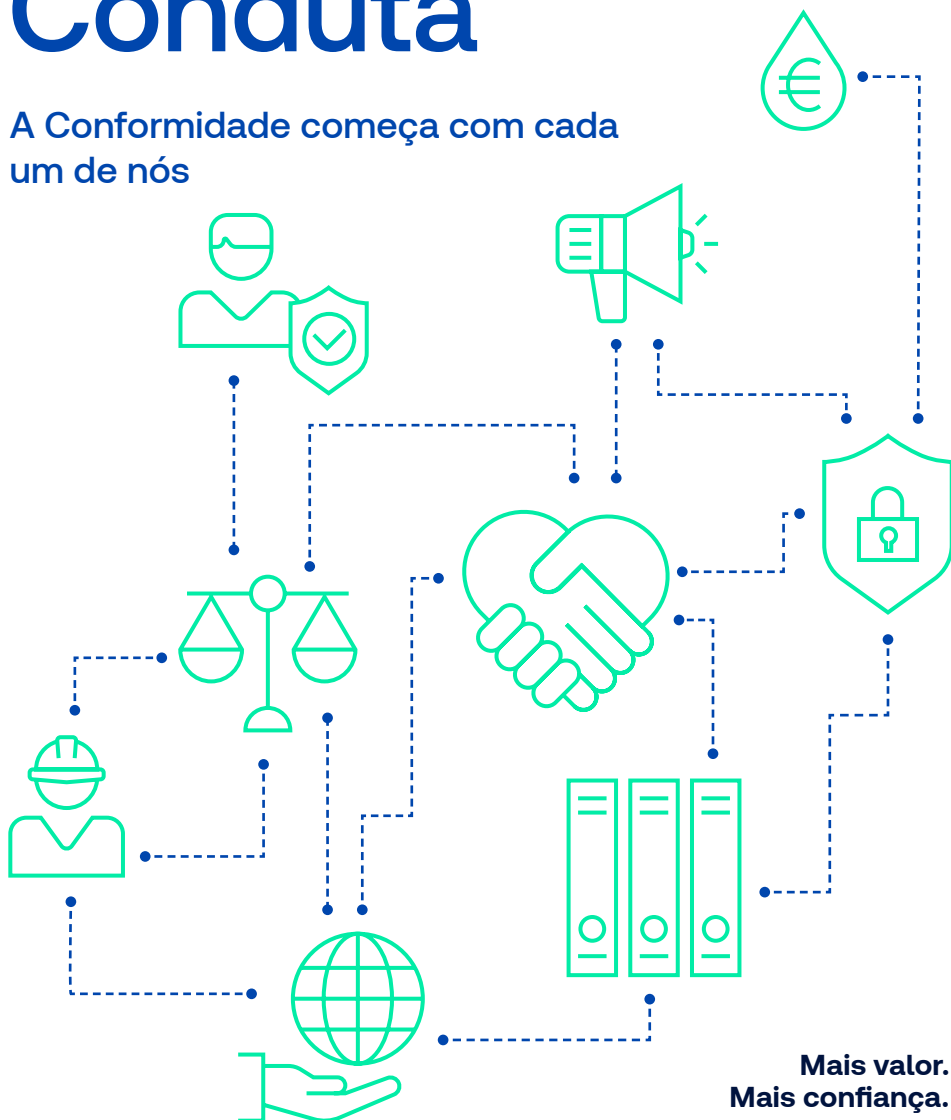 Conduta
A Conformidade começa com cada
um de nós
€
Mais valor.
Mais confiança.